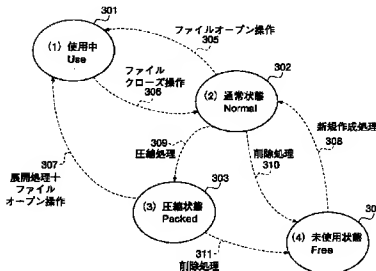 301
(1) 使用中
Use
ファイルオープン操作
305
ファイル
クローズ操作
306
302
(2) 通常状態
Normal
新規作成処理
308
309
圧縮処理
削除処理
310
307
展開処理+
ファイル
オープン操作
303
(3) 圧縮状態
Packed
311
削除処理
30
(4) 未使用状態
Free